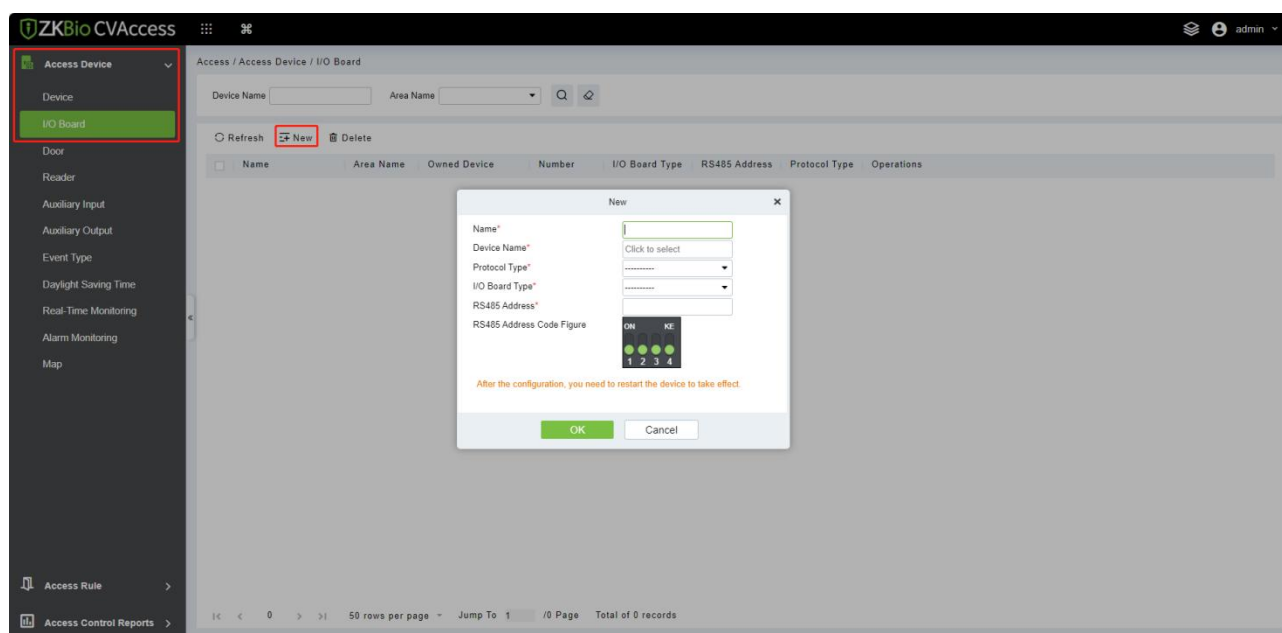 ZKBio CVAccess
admin
Access Device
Device
I/O Board
Door
Reader
Auxiliary Input
Auxiliary Output
Event Type
Daylight Saving Time
Real-Time Monitoring
Alarm Monitoring
Map
Access Rule
Access Control Reports
Access / Access Device / I/O Board
Device Name Area Name
Refresh New Delete
Name Area Name Owned Device Number I/O Board Type RS485 Address Protocol Type Operations
New
Name*
Device Name* Click to select
Protocol Type* ----------
I/O Board Type* ----------
RS485 Address*
RS485 Address Code FIgure
ON KE
1 2 3 4
After the configuration, you need to restart the device to take effect.
OK Cancel
|< < 0 > >| 50 rows per page Jump To 1 /0 Page Total of 0 records